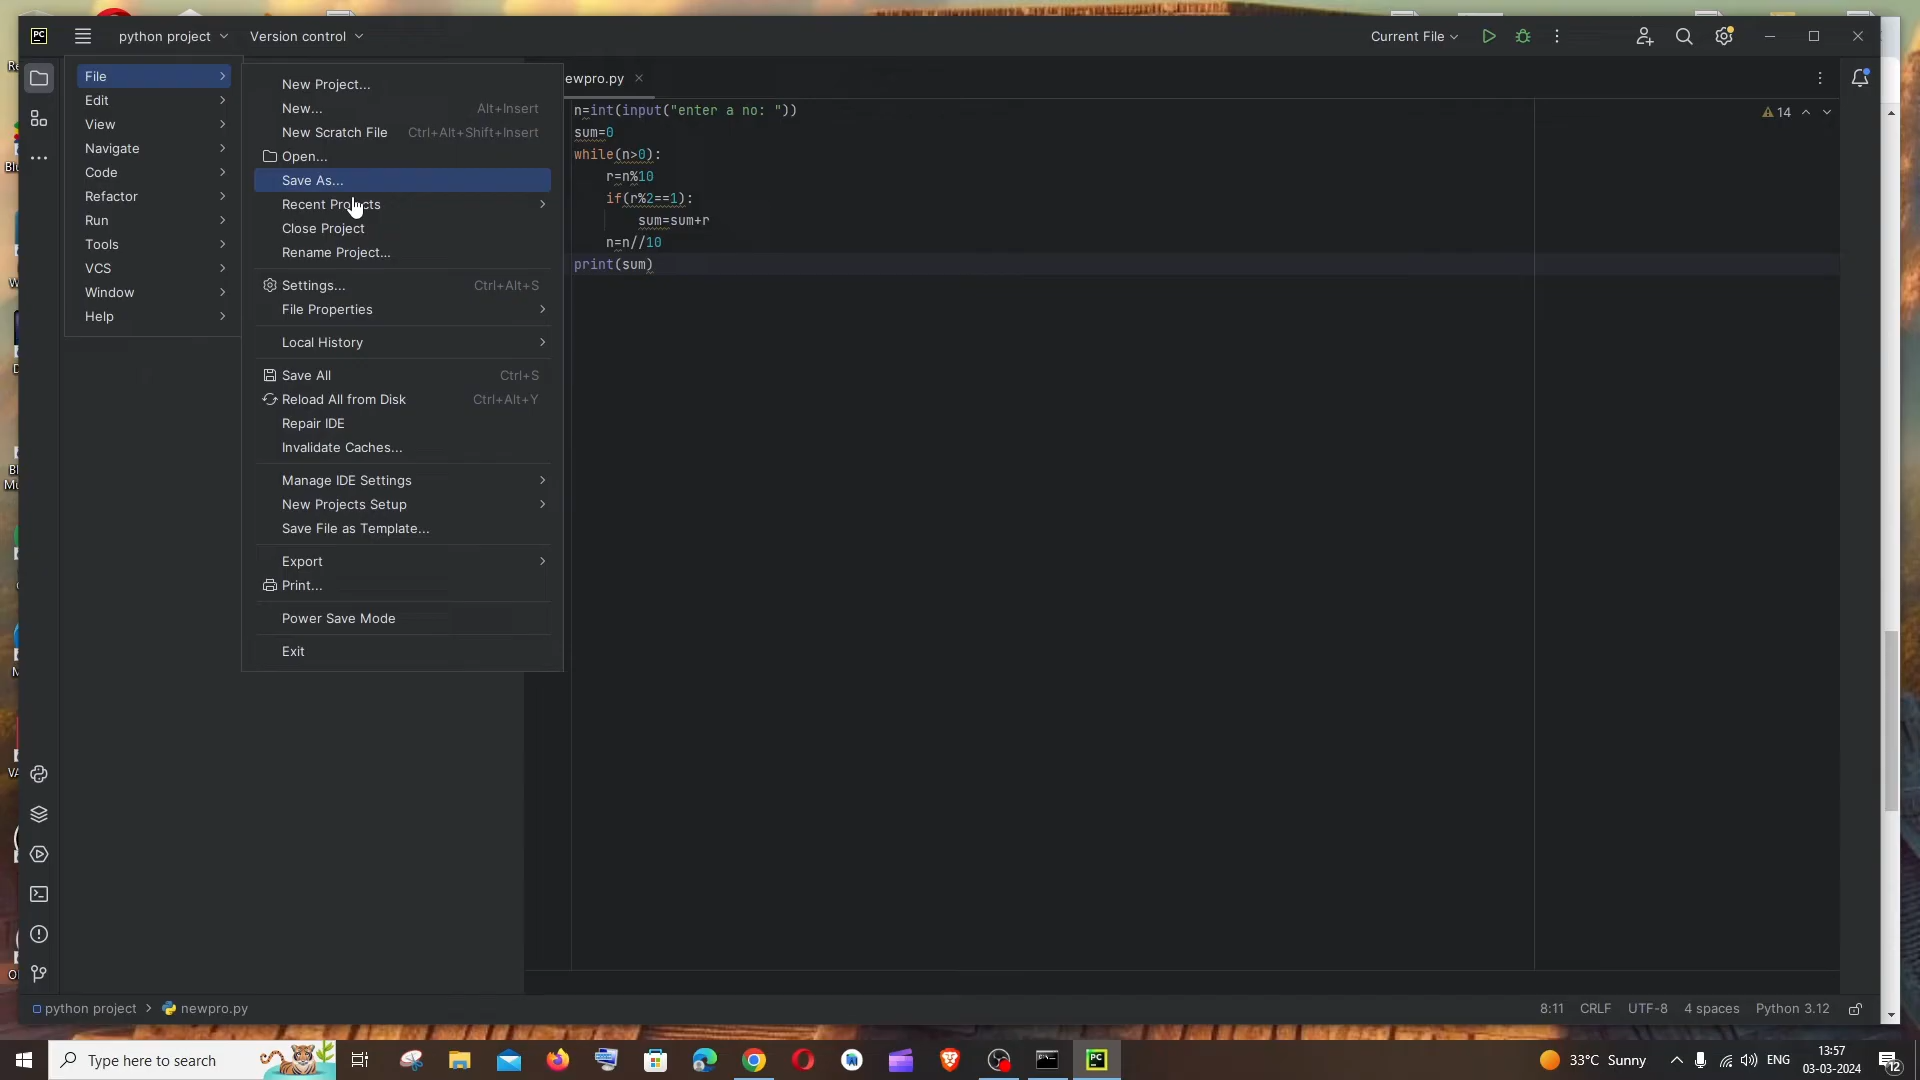 PC python project Version control Current File
File
Edit
View
Navigate
Code
Refactor
Run
Tools
VCS
Window
Help
New Project...
New... Alt+Insert
New Scratch File Ctrl+Alt+Shift+Insert
Open...
Save As...
Recent Projects
Close Project
Rename Project...
Settings... Ctrl+Alt+S
File Properties
Local History
Save All Ctrl+S
Reload All from Disk Ctrl+Alt+Y
Repair IDE
Invalidate Caches...
Manage IDE Settings
New Projects Setup
Save File as Template...
Export
Print...
Power Save Mode
Exit
ewpro.py
14
n=int(input("enter a no: "))
sum=0
while(n>0):
    r=n%10
    if(r%2==1):
        sum=sum+r
    n=n//10
print(sum)
python project > newpro.py 8:11 CRLF UTF-8 4 spaces Python 3.12
Type here to search PC 33°C Sunny ENG 13:57
03-03-2024 12